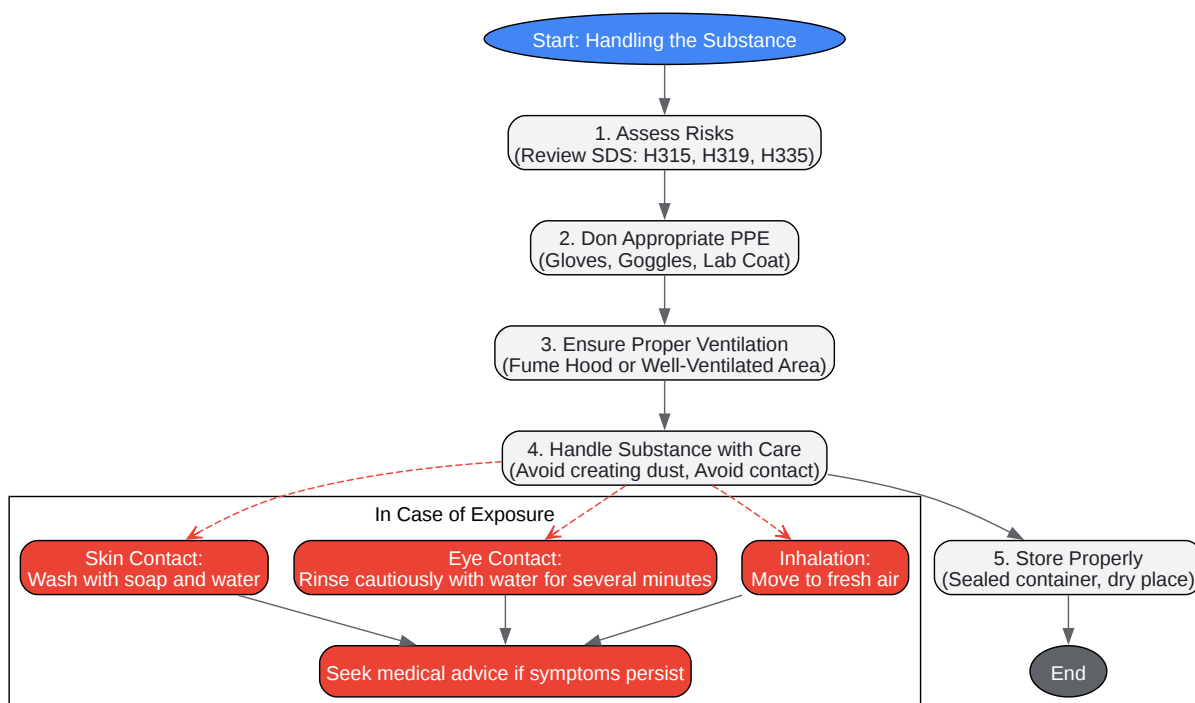 Start: Handling the Substance
1. Assess Risks
(Review SDS: H315, H319, H335)
2. Don Appropriate PPE
(Gloves, Goggles, Lab Coat)
3. Ensure Proper Ventilation
(Fume Hood or Well-Ventilated Area)
4. Handle Substance with Care
(Avoid creating dust, Avoid contact)
In Case of Exposure
Skin Contact:
Wash with soap and water
Eye Contact:
Rinse cautiously with water for several minutes
Inhalation:
Move to fresh air
5. Store Properly
(Sealed container, dry place)
Seek medical advice if symptoms persist
End